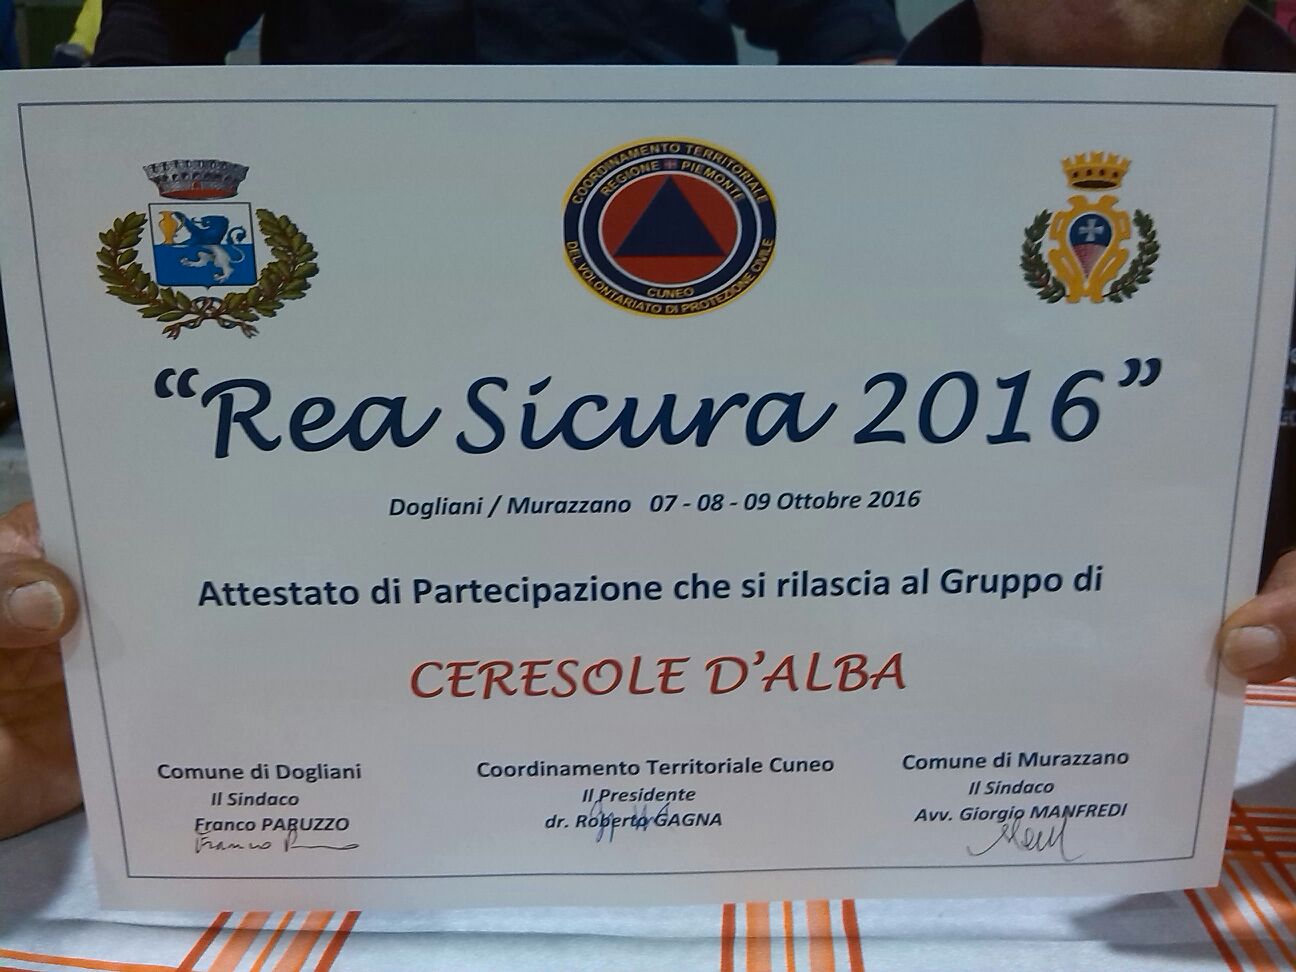 COORDINAMENTO TERRITORIALE
REGIONE PIEMONTE
CUNEO
DEL VOLONTARIATO DI PROTEZIONE CIVILE
“Rea Sicura 2016”
Dogliani / Murazzano 07 - 08 - 09 Ottobre 2016
Attestato di Partecipazione che si rilascia al Gruppo di
CERESOLE D’ALBA
Comune di Dogliani
Il Sindaco
Franco PARUZZO
Franco
Coordinamento Territoriale Cuneo
Il Presidente
dr. Roberto GAGNA
Comune di Murazzano
Il Sindaco
Avv. Giorgio MANFREDI